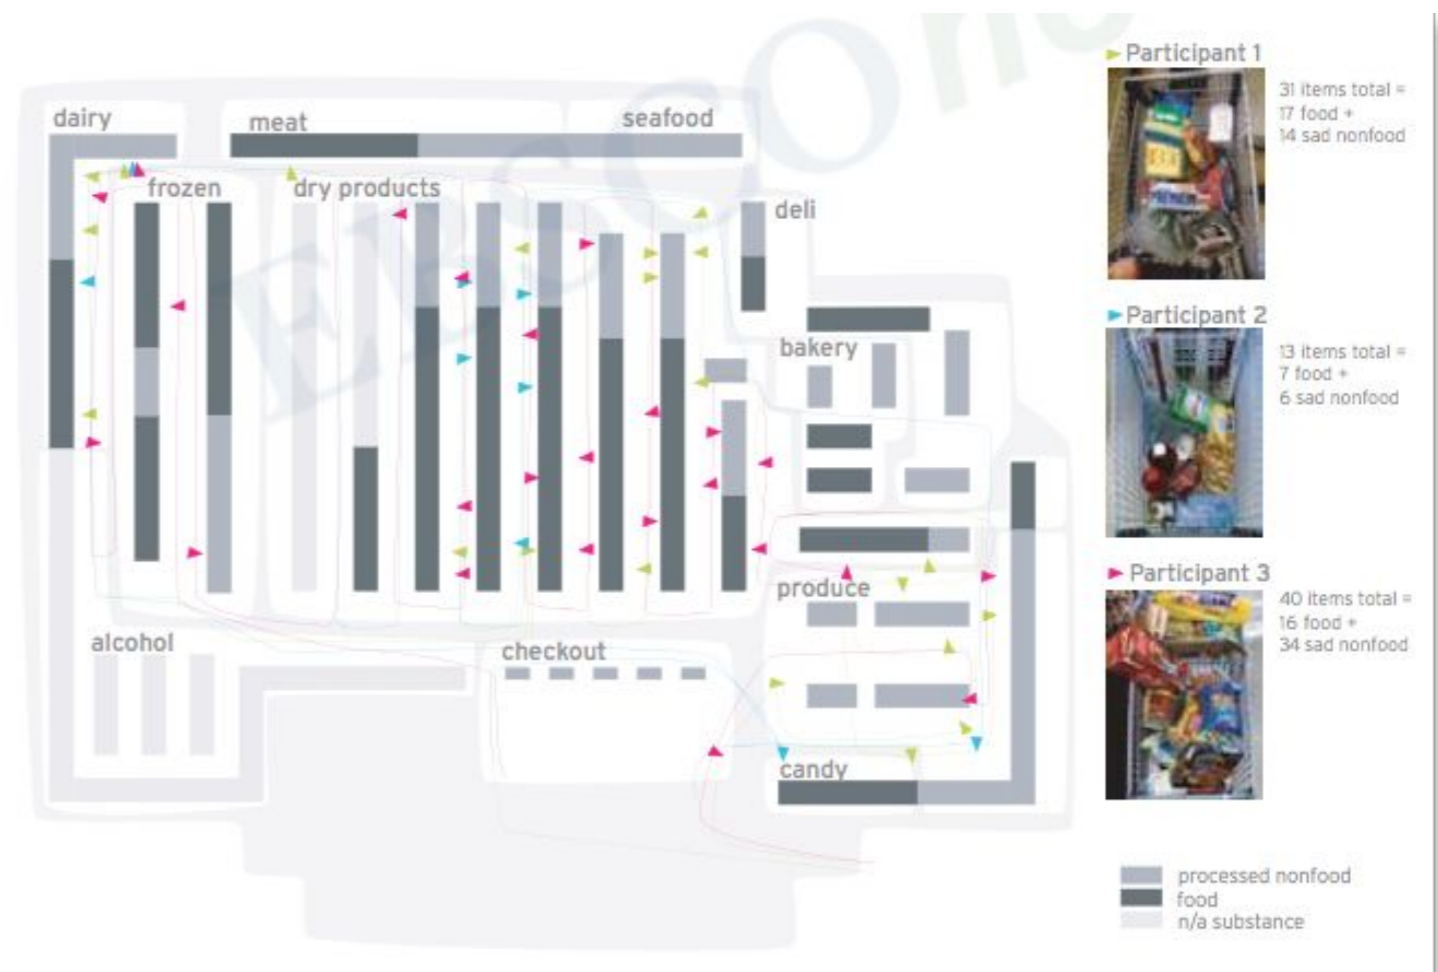 EBSCOho
dairy
meat
seafood
frozen
dry products
deli
bakery
produce
alcohol
checkout
candy
Participant 1
31 items total =
17 food +
14 sad nonfood
Participant 2
13 items total =
7 food +
6 sad nonfood
Participant 3
40 items total =
16 food +
34 sad nonfood
processed nonfood
food
n/a substance